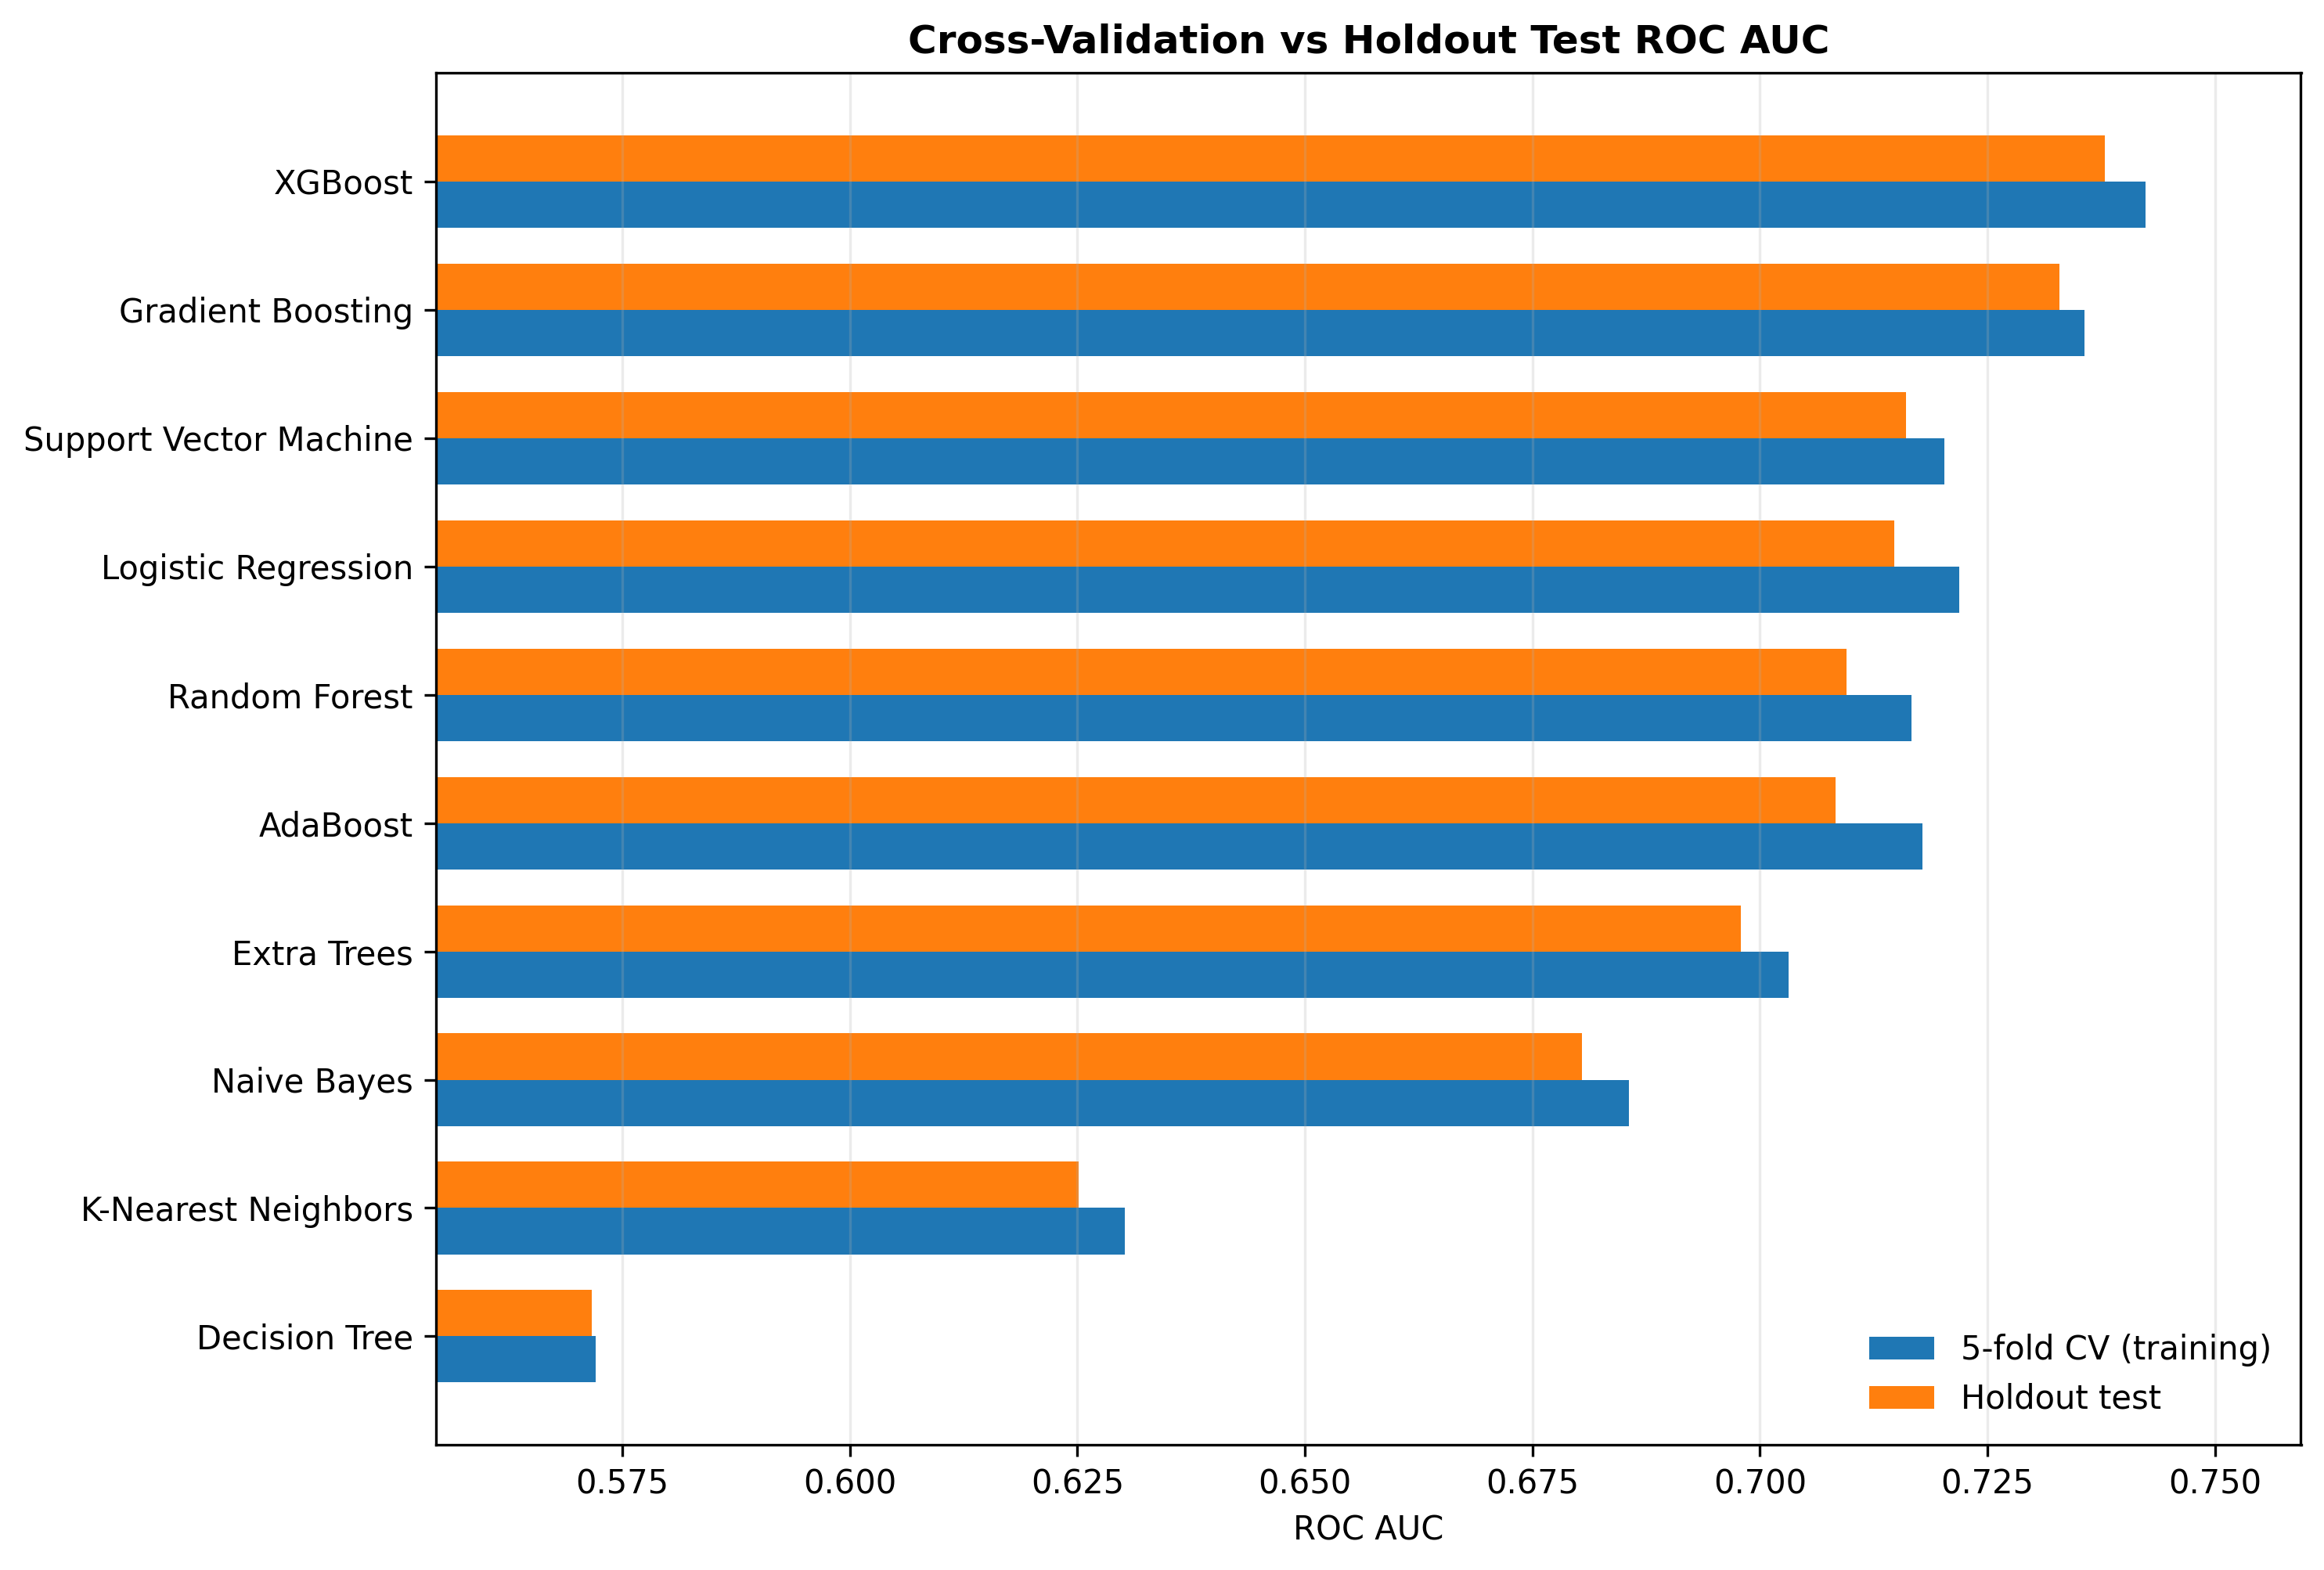 Cross-Validation vs Holdout Test ROC AUC
XGBoost
Gradient Boosting
Support Vector Machine
Logistic Regression
Random Forest
AdaBoost
Extra Trees
Naive Bayes
K-Nearest Neighbors
Decision Tree
5-fold CV (training)
Holdout test
0.575 0.600 0.625 0.650 0.675 0.700 0.725 0.750
ROC AUC